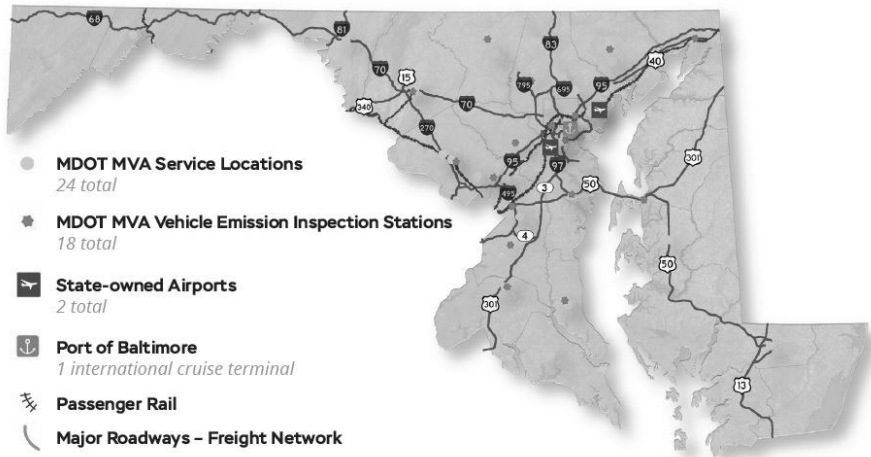 68
81
83
40
70
15
795
695
95
70
340
270
301
95
97
MDOT MVA Service Locations
24 total
495
3
50
MDOT MVA Vehicle Emission Inspection Stations
18 total
4
50
State-owned Airports
2 total
301
Port of Baltimore
1 international cruise terminal
13
Passenger Rail
Major Roadways – Freight Network